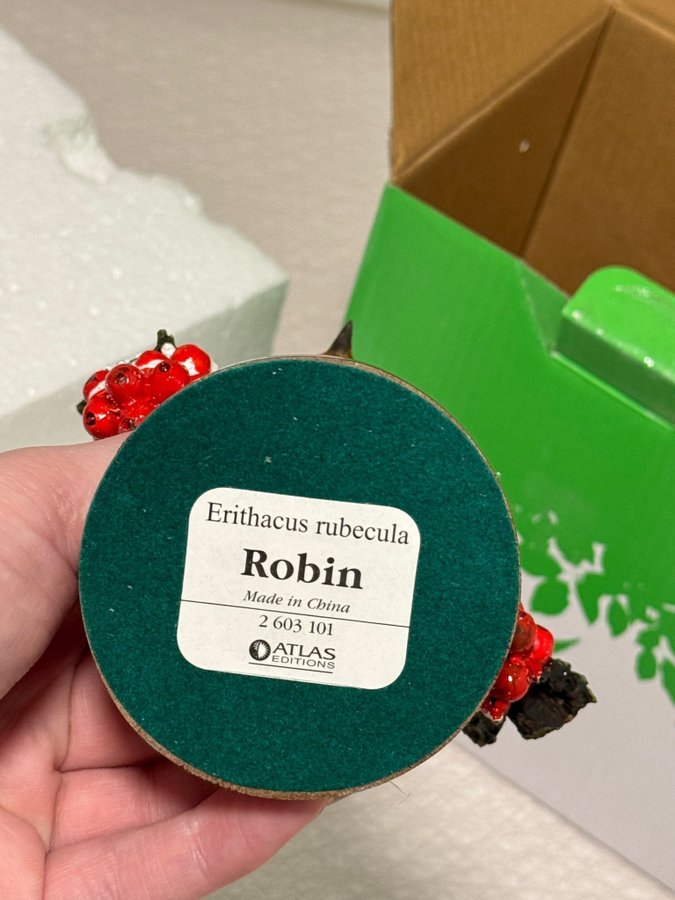 Erithacus rubecula
Robin
Made in China
2 603 101
ATLAS
EDITIONS